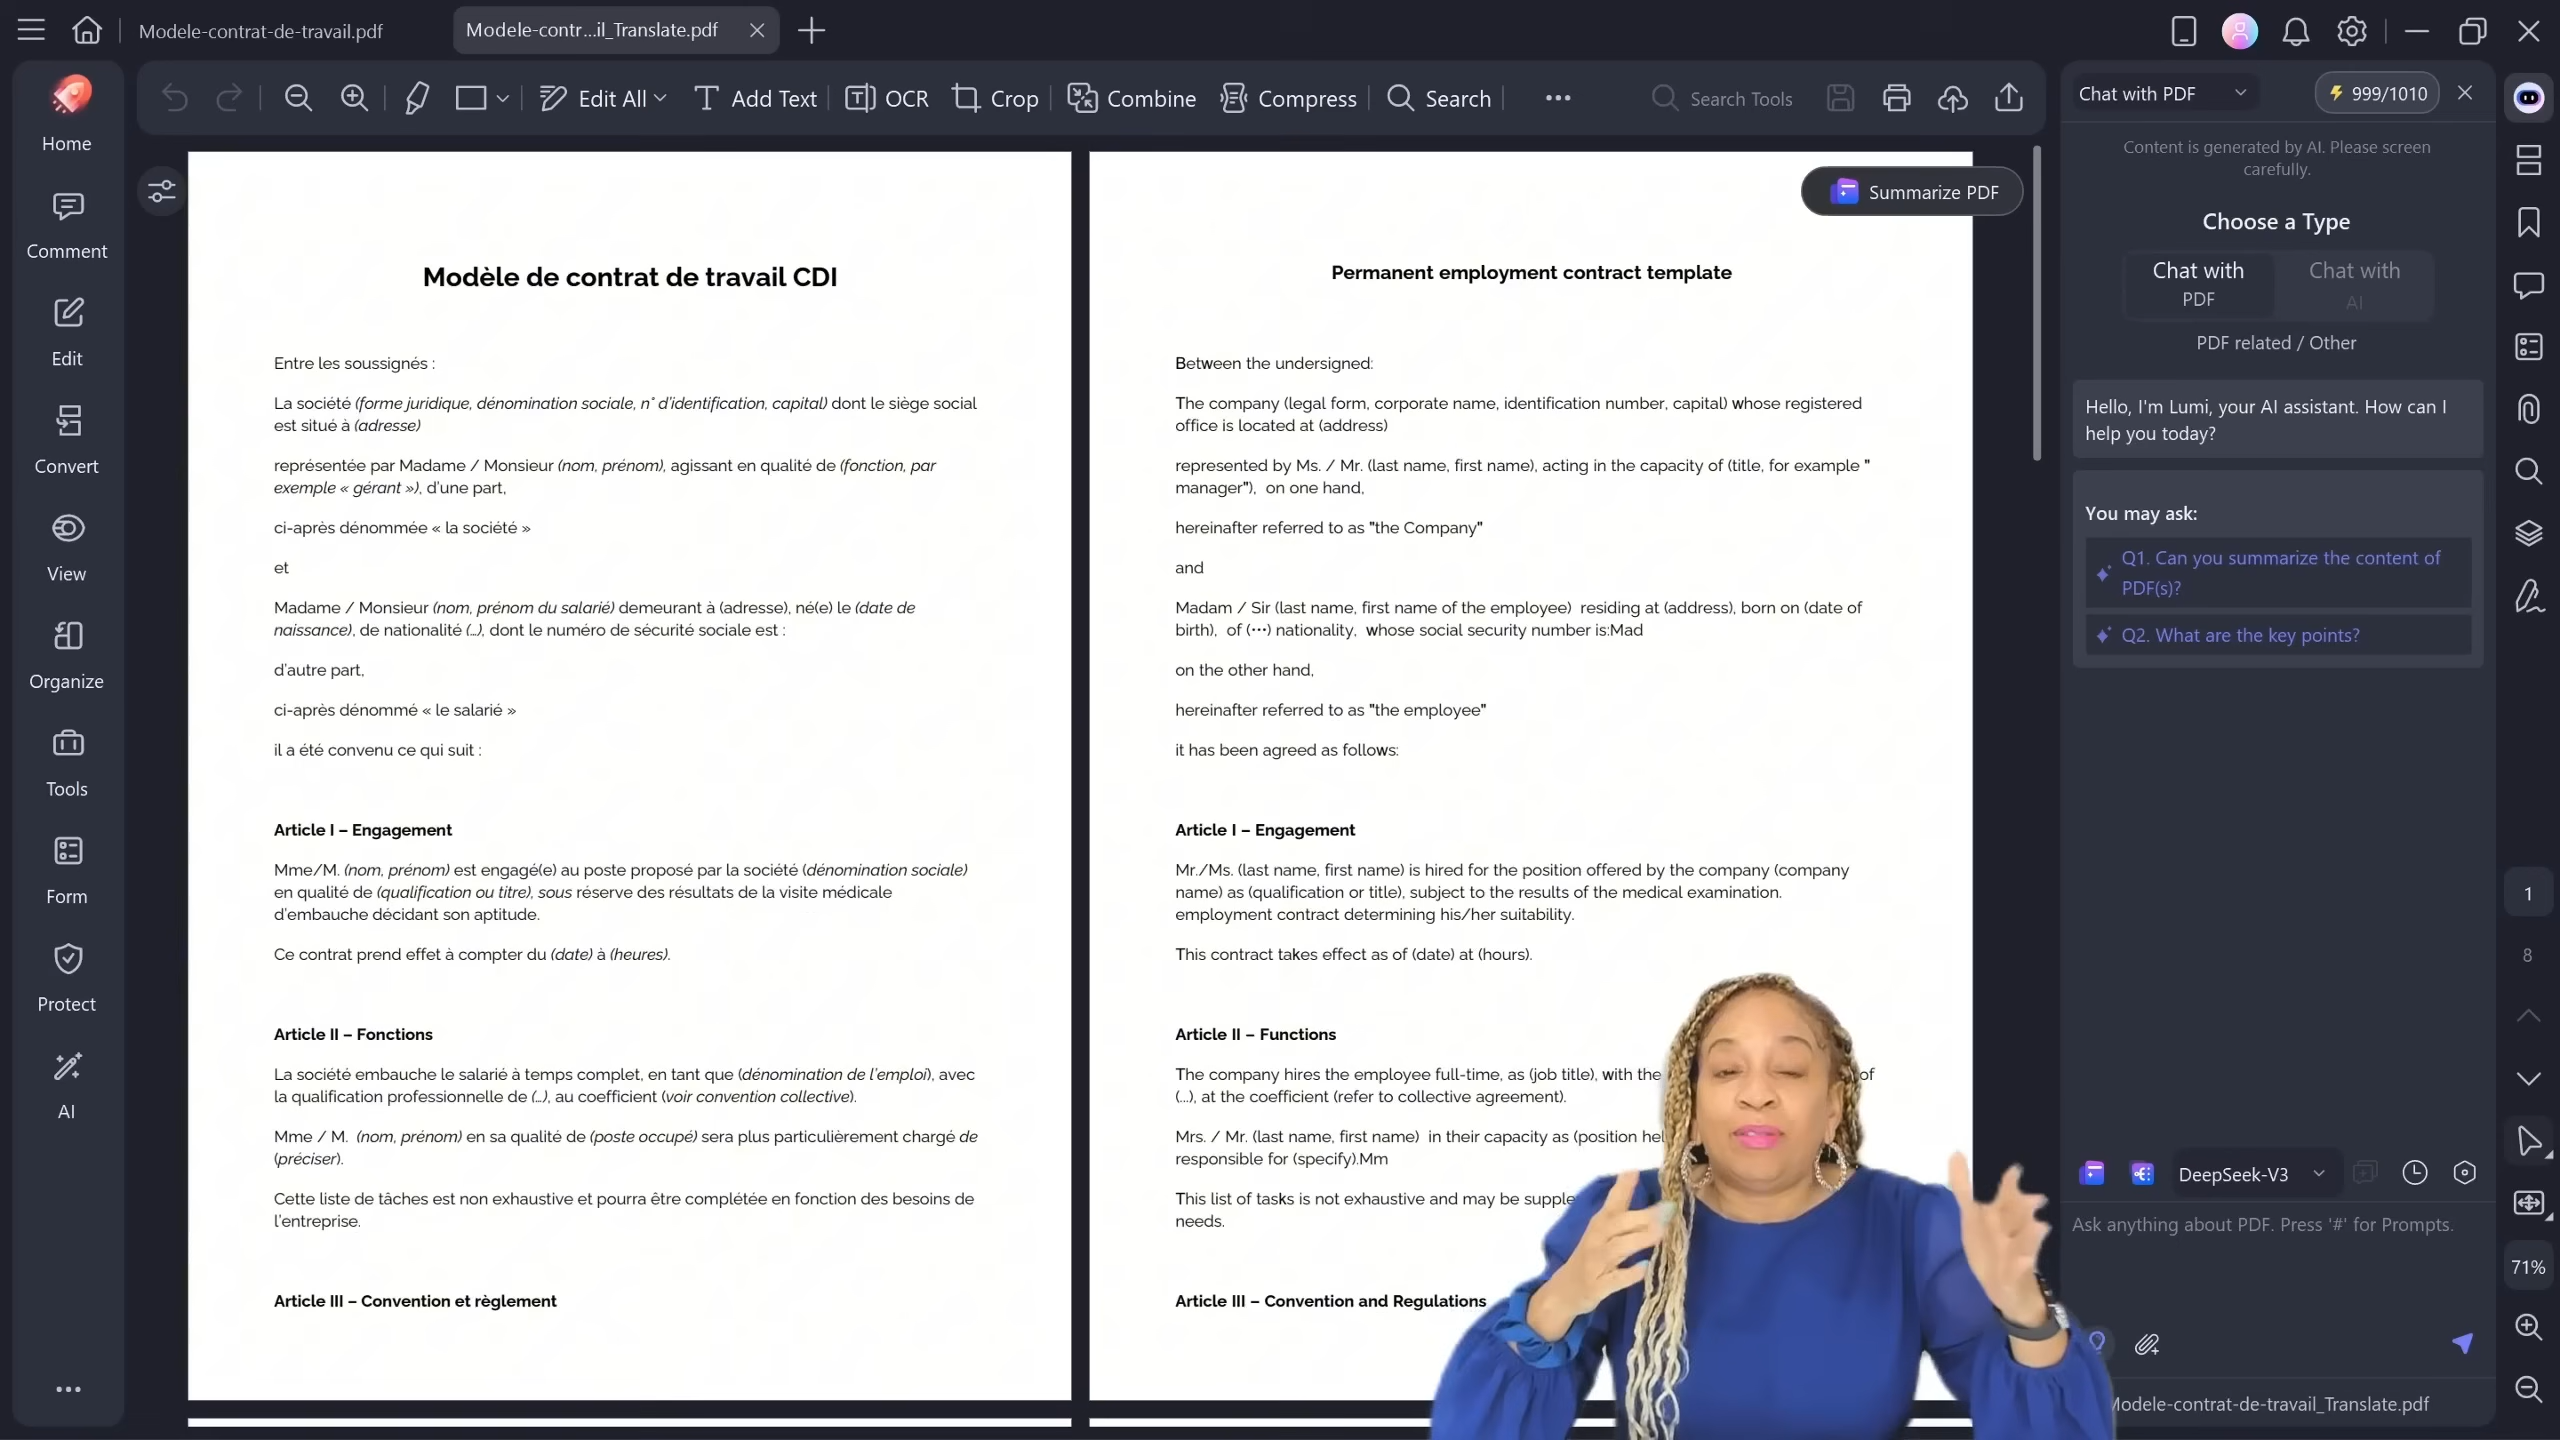 Modele-contrat-de-travail.pdf
Modele-contr...il_Translate.pdf
Home
Comment
Edit
Convert
View
Organize
Tools
Form
Protect
AI
Edit All
Add Text
OCR
Crop
Combine
Compress
Search
Search Tools
Summarize PDF
Modèle de contrat de travail CDI
Entre les soussignés :
La société (forme juridique, dénomination sociale, n° d'identification, capital) dont le siège social
est situé à (adresse)
représentée par Madame / Monsieur (nom, prénom), agissant en qualité de (fonction, par
exemple « gérant »), d'une part,
ci-après dénommée « la société »
et
Madame / Monsieur (nom, prénom du salarié) demeurant à (adresse), né(e) le (date de
naissance), de nationalité (...), dont le numéro de sécurité sociale est :
d'autre part,
ci-après dénommé « le salarié »
il a été convenu ce qui suit :
Article I – Engagement
Mme/M. (nom, prénom) est engagé(e) au poste proposé par la société (dénomination sociale)
en qualité de (qualification ou titre), sous réserve des résultats de la visite médicale
d'embauche décidant son aptitude.
Ce contrat prend effet à compter du (date) à (heures).
Article II – Fonctions
La société embauche le salarié à temps complet, en tant que (dénomination de l'emploi), avec
la qualification professionnelle de (...), au coefficient (voir convention collective).
Mme / M. (nom, prénom) en sa qualité de (poste occupé) sera plus particulièrement chargé de
(préciser).
Cette liste de tâches est non exhaustive et pourra être complétée en fonction des besoins de
l'entreprise.
Article III – Convention et règlement
Permanent employment contract template
Between the undersigned:
The company (legal form, corporate name, identification number, capital) whose registered
office is located at (address)
represented by Ms. / Mr. (last name, first name), acting in the capacity of (title, for example "
manager"), on one hand,
hereinafter referred to as "the Company"
and
Madam / Sir (last name, first name of the employee) residing at (address), born on (date of
birth), of (···) nationality, whose social security number is:Mad
on the other hand,
hereinafter referred to as "the employee"
it has been agreed as follows:
Article I – Engagement
Mr./Ms. (last name, first name) is hired for the position offered by the company (company
name) as (qualification or title), subject to the results of the medical examination.
employment contract determining his/her suitability.
This contract takes effect as of (date) at (hours).
Article II – Functions
The company hires the employee full-time, as (job title), with the of
(...), at the coefficient (refer to collective agreement).
Mrs. / Mr. (last name, first name) in their capacity as (position
responsible for (specify).Mm
This list of tasks is not exhaustive and may be
needs.
Article III – Convention and Regulations
Chat with PDF
999/1010
Content is generated by AI. Please screen
carefully.
Choose a Type
Chat with
PDF
Chat with
AI
PDF related / Other
Hello, I'm Lumi, your AI assistant. How can I
help you today?
You may ask:
Q1. Can you summarize the content of
PDF(s)?
Q2. What are the key points?
DeepSeek-V3
Ask anything about PDF. Press '#' for Prompts.
Modele-contrat-de-travail_Translate.pdf
1
8
71%